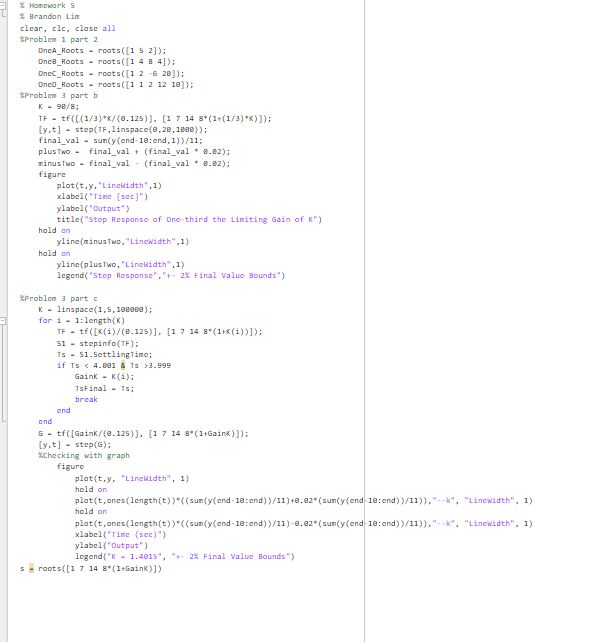 % Homework 5
% Brandon Lim
clear, clc, close all
%Problem 1 part 2
OneA_Roots = roots([1 5 2]);
OneB_Roots = roots([1 4 8 4]);
OneC_Roots = roots([1 2 -6 20]);
OneD_Roots = roots([1 1 2 12 10]);
%Problem 3 part b
K = 90/8;
TF = tf([(1/3)*K/(0.125)], [1 7 14 8*(1+(1/3)*K)]);
[y,t] = step(TF,linspace(0,20,1000));
final_val = sum(y(end-10:end,1))/11;
plusTwo =  final_val + (final_val * 0.02);
minusTwo = final_val - (final_val * 0.02);
figure
plot(t,y,"LineWidth",1)
xlabel("Time [sec]")
ylabel("Output")
title("Step Response of One-third the Limiting Gain of K")
hold on
yline(minusTwo,"LineWidth",1)
hold on
yline(plusTwo,"LineWidth",1)
legend("Step Response","+- 2% Final Value Bounds")
%Problem 3 part c
K = linspace(1,5,100000);
for i = 1:length(K)
TF = tf([K(i)/(0.125)], [1 7 14 8*(1+K(i))]);
S1 = stepinfo(TF);
Ts = S1.SettlingTime;
if Ts < 4.001 & Ts >3.999
GainK = K(i);
TsFinal = Ts;
break
end
end
G = tf([GainK/(0.125)], [1 7 14 8*(1+GainK)]);
[y,t] = step(G);
%Checking with graph
figure
plot(t,y, "LineWidth", 1)
hold on
plot(t,ones(length(t))*((sum(y(end-10:end))/11)+0.02*(sum(y(end-10:end))/11)),"--k", "LineWidth", 1)
hold on
plot(t,ones(length(t))*((sum(y(end-10:end))/11)-0.02*(sum(y(end-10:end))/11)),"--k", "LineWidth", 1)
xlabel("Time (sec)")
ylabel("Output")
legend("K = 1.4015", "+- 2% Final Value Bounds")
s = roots([1 7 14 8*(1+GainK)])